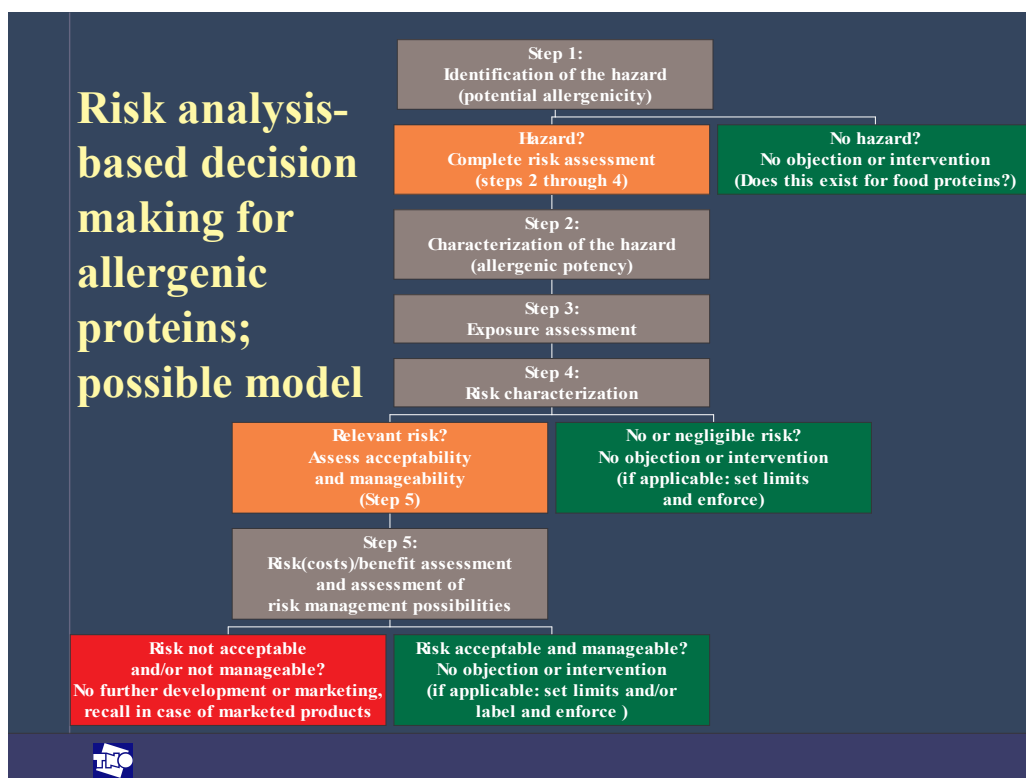 Risk analysis-
based decision
making for
allergenic
proteins;
possible model
Step 1:
Identification of the hazard
(potential allergenicity)
Hazard?
Complete risk assessment
(steps 2 through 4)
No hazard?
No objection or intervention
(Does this exist for food proteins?)
Step 2:
Characterization of the hazard
(allergenic potency)
Step 3:
Exposure assessment
Step 4:
Risk characterization
Relevant risk?
Assess acceptability
and manageability
(Step 5)
No or negligible risk?
No objection or intervention
(if applicable: set limits
and enforce)
Step 5:
Risk(costs)/benefit assessment
and assessment of
risk management possibilities
Risk not acceptable
and/or not manageable?
No further development or marketing,
recall in case of marketed products
Risk acceptable and manageable?
No objection or intervention
(if applicable: set limits and/or
label and enforce )
TNO